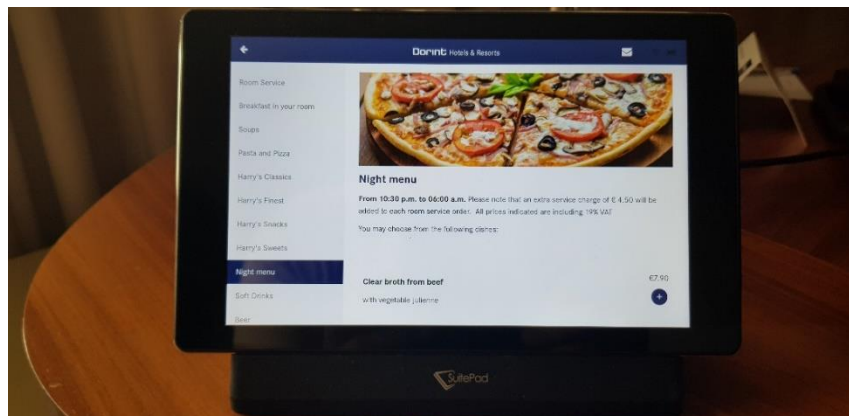 Dorint Hotels & Resorts
Room Service
Breakfast in your room
Soups
Pasta and Pizza
Harry's Classics
Harry's Finest
Harry's Snacks
Harry's Sweets
Night menu
Soft Drinks
Beer
Night menu
From 10:30 p.m. to 06:00 a.m. Please note that an extra service charge of € 4,50 will be
added to each room service order. All prices indicated are including 19% VAT
You may choose from the following dishes:
Clear broth from beef
€7.90
with vegetable julienne
SuitePad